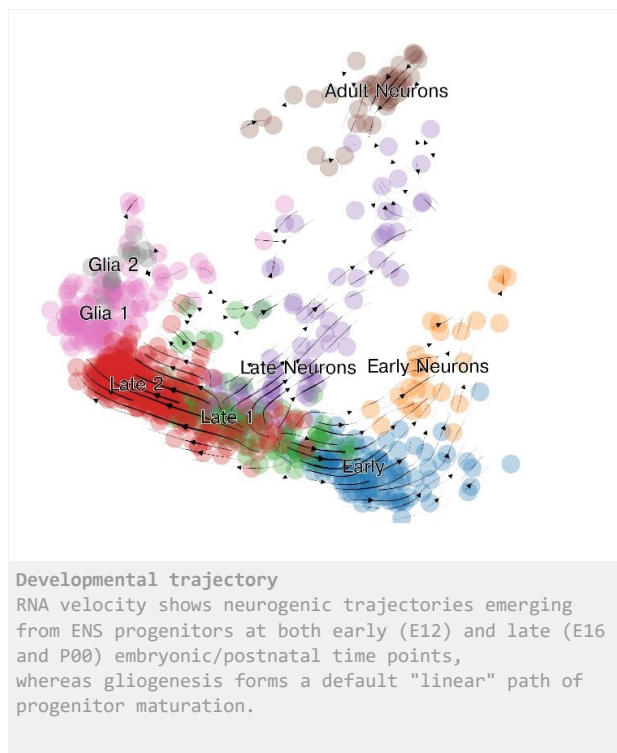 Adult Neurons
Glia 2
Glia 1
Late Neurons
Early Neurons
Late 2
Late 1
Early
Developmental trajectory
RNA velocity shows neurogenic trajectories emerging
from ENS progenitors at both early (E12) and late (E16
and P00) embryonic/postnatal time points,
whereas gliogenesis forms a default "linear" path of
progenitor maturation.